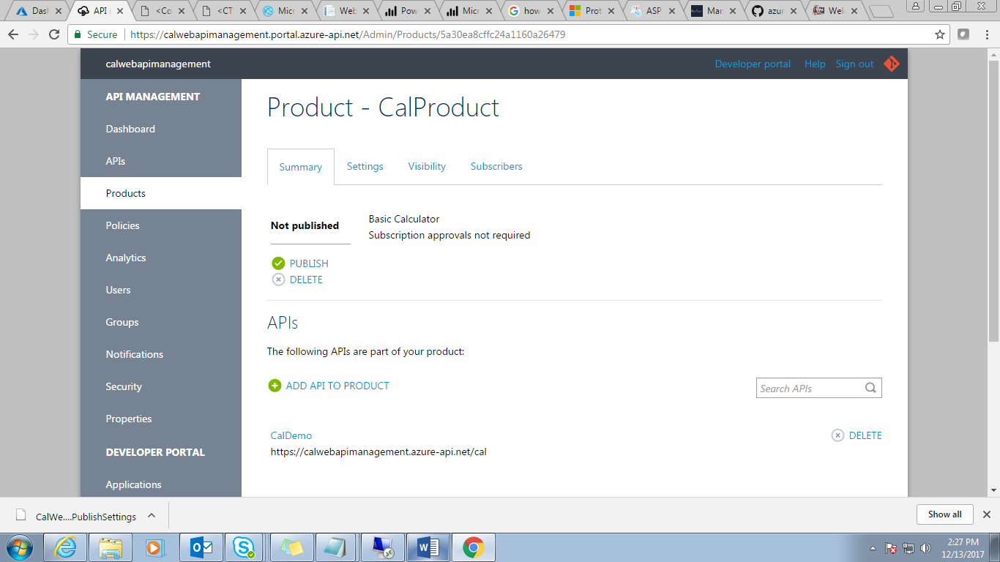 Dash
API
<Co
<CT
Micr
Web
Pow
Micr
how
Prot
ASP.
Man
azur
Wel
Secure
https://calwebapimanagement.portal.azure-api.net/Admin/Products/5a30ea8cffc24a1160a26479
calwebapimanagement
Developer portal
Help
Sign out
API MANAGEMENT
Dashboard
APIs
Products
Policies
Analytics
Users
Groups
Notifications
Security
Properties
DEVELOPER PORTAL
Applications
Product - CalProduct
Summary
Settings
Visibility
Subscribers
Not published
Basic Calculator
Subscription approvals not required
PUBLISH
DELETE
APIs
The following APIs are part of your product:
ADD API TO PRODUCT
Search APIs
CalDemo
DELETE
https://calwebapimanagement.azure-api.net/cal
CalWe....PublishSettings
Show all
2:27 PM
12/13/2017